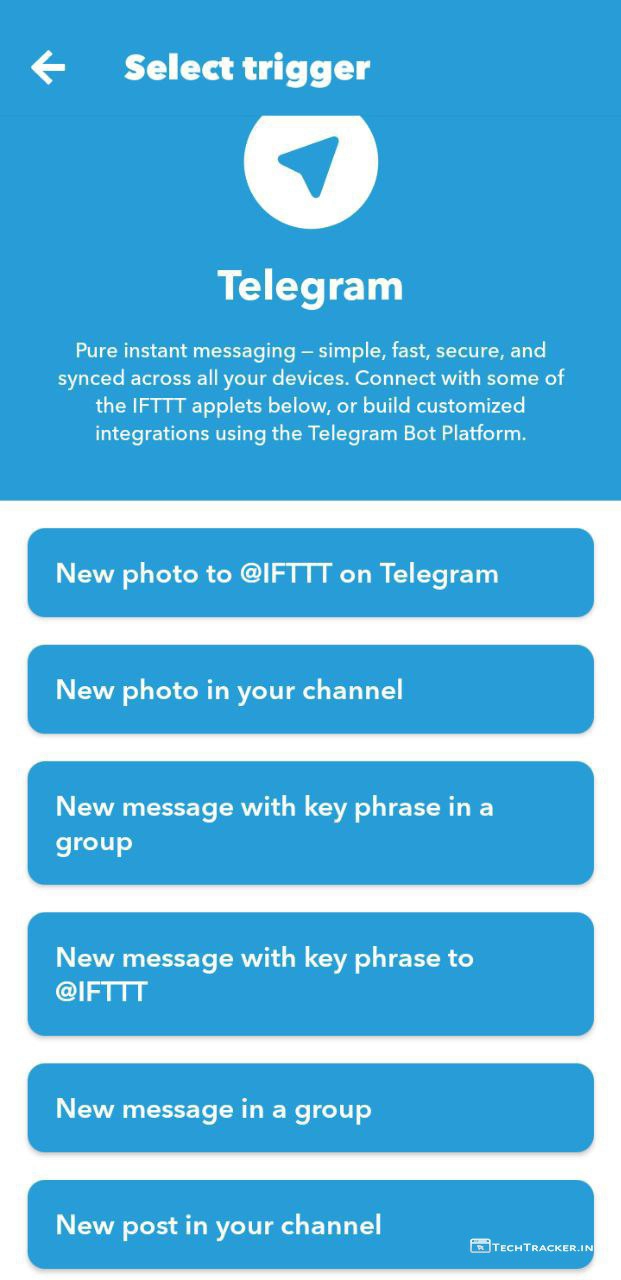 Select trigger
Telegram
Pure instant messaging – simple, fast, secure, and
synced across all your devices. Connect with some of
the IFTTT applets below, or build customized
integrations using the Telegram Bot Platform.
New photo to @IFTTT on Telegram
New photo in your channel
New message with key phrase in a
group
New message with key phrase to
@IFTTT
New message in a group
New post in your channel
TECHTRACKER.IN